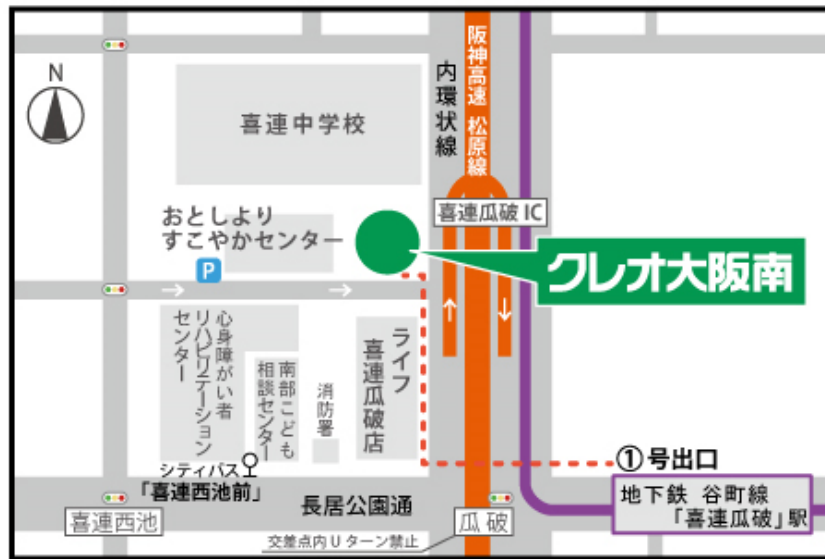 N
喜連中学校
内環状線
阪神高速 松原線
喜連瓜破 IC
おとしより
すこやかセンター
P
クレオ大阪南
心身障がい者
リハビリテーション
センター
南部こども
相談センター
消防署
ライフ
喜連瓜破店
シティバス
「喜連西池前」
①号出口
地下鉄 谷町線
「喜連瓜破」駅
喜連西池
長居公園通
瓜破
交差点内Uターン禁止